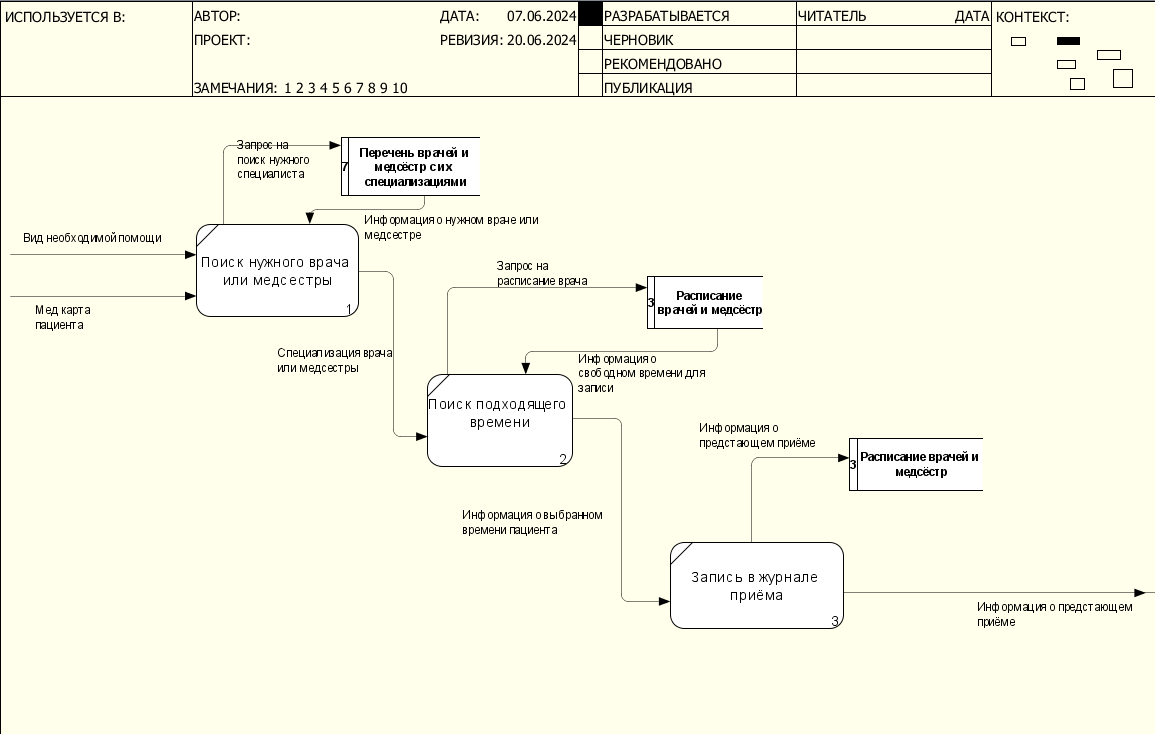 ИСПОЛЬЗУЕТСЯ В:
АВТОР:
ДАТА: 07.06.2024
РАЗРАБАТЫВАЕТСЯ
ЧИТАТЕЛЬ
ДАТА
КОНТЕКСТ:
ПРОЕКТ:
РЕВИЗИЯ: 20.06.2024
ЧЕРНОВИК
РЕКОМЕНДОВАНО
ЗАМЕЧАНИЯ: 1 2 3 4 5 6 7 8 9 10
ПУБЛИКАЦИЯ
Запрос на
поиск нужного
специалиста
7
Перечень врачей и
медсёстр с их
специализациями
Информация о нужном враче или
медсестре
Вид необходимой помощи
Мед карта
пациента
Поиск нужного врача
или медсестры
1
Запрос на
расписание врача
3
Расписание
врачей и медсёстр
Специализация врача
или медсестры
Информация о
свободном времени для
записи
Поиск подходящего
времени
2
Информация о
предстающем приёме
3
Расписание врачей и
медсёстр
Информация о выбранном
времени пациента
Запись в журнале
приёма
3
Информация о предстающем
приёме